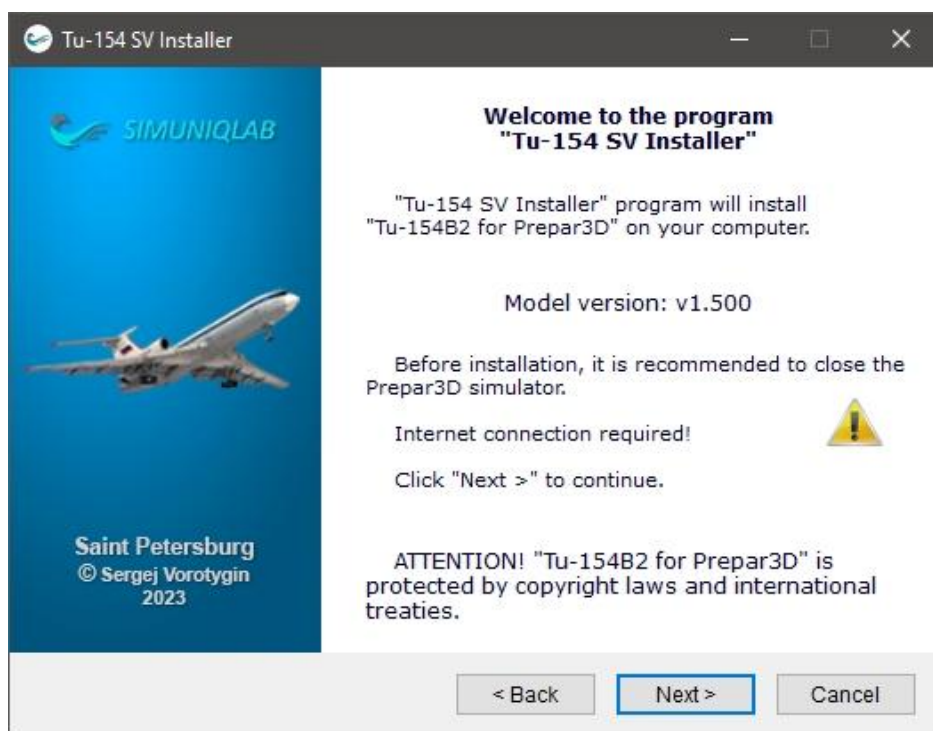 Tu-154 SV Installer
SIMUNIQLAB
Saint Petersburg
© Sergej Vorotygin
2023
Welcome to the program
"Tu-154 SV Installer"
"Tu-154 SV Installer" program will install
"Tu-154B2 for Prepar3D" on your computer.
Model version: v1.500
Before installation, it is recommended to close the
Prepar3D simulator.
Internet connection required!
Click "Next >" to continue.
ATTENTION! "Tu-154B2 for Prepar3D" is
protected by copyright laws and international
treaties.
< Back Next > Cancel